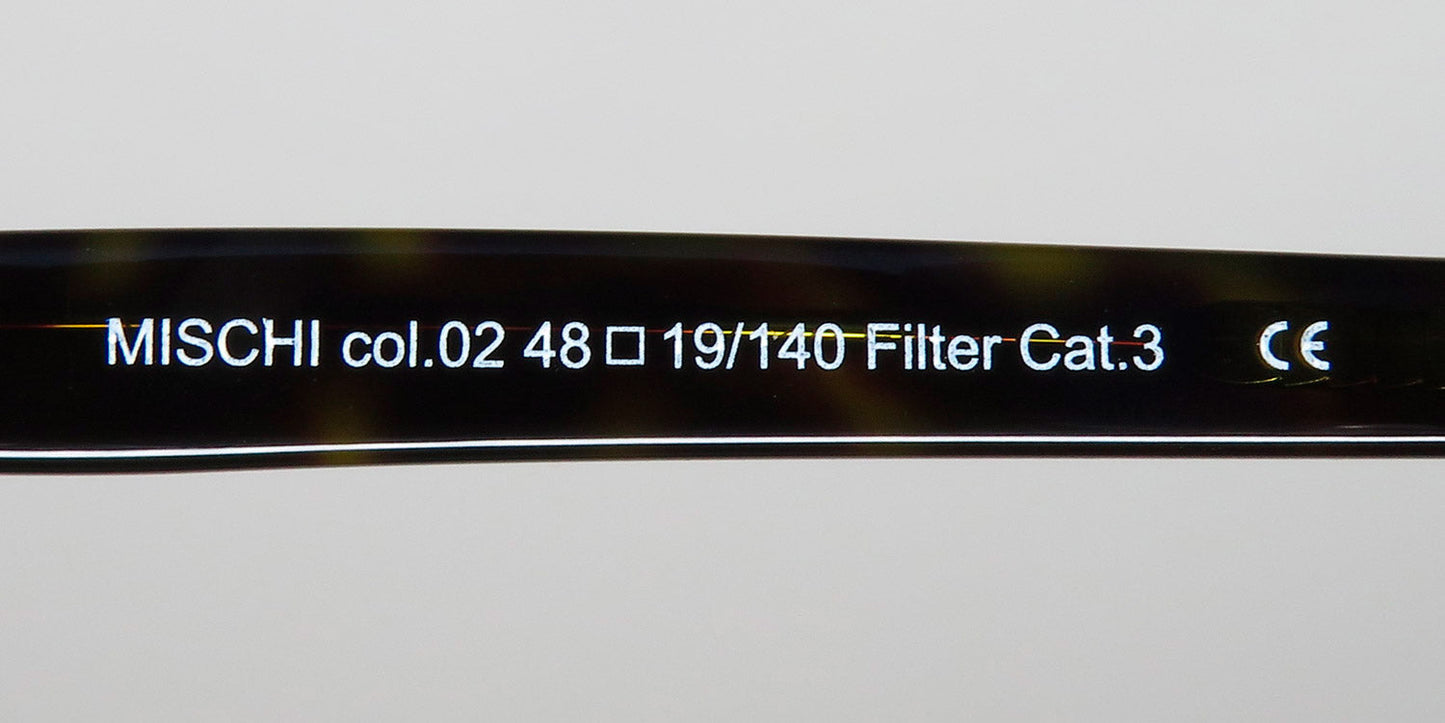 MISCHI col.02 48□19/140 Filter Cat.3 CE